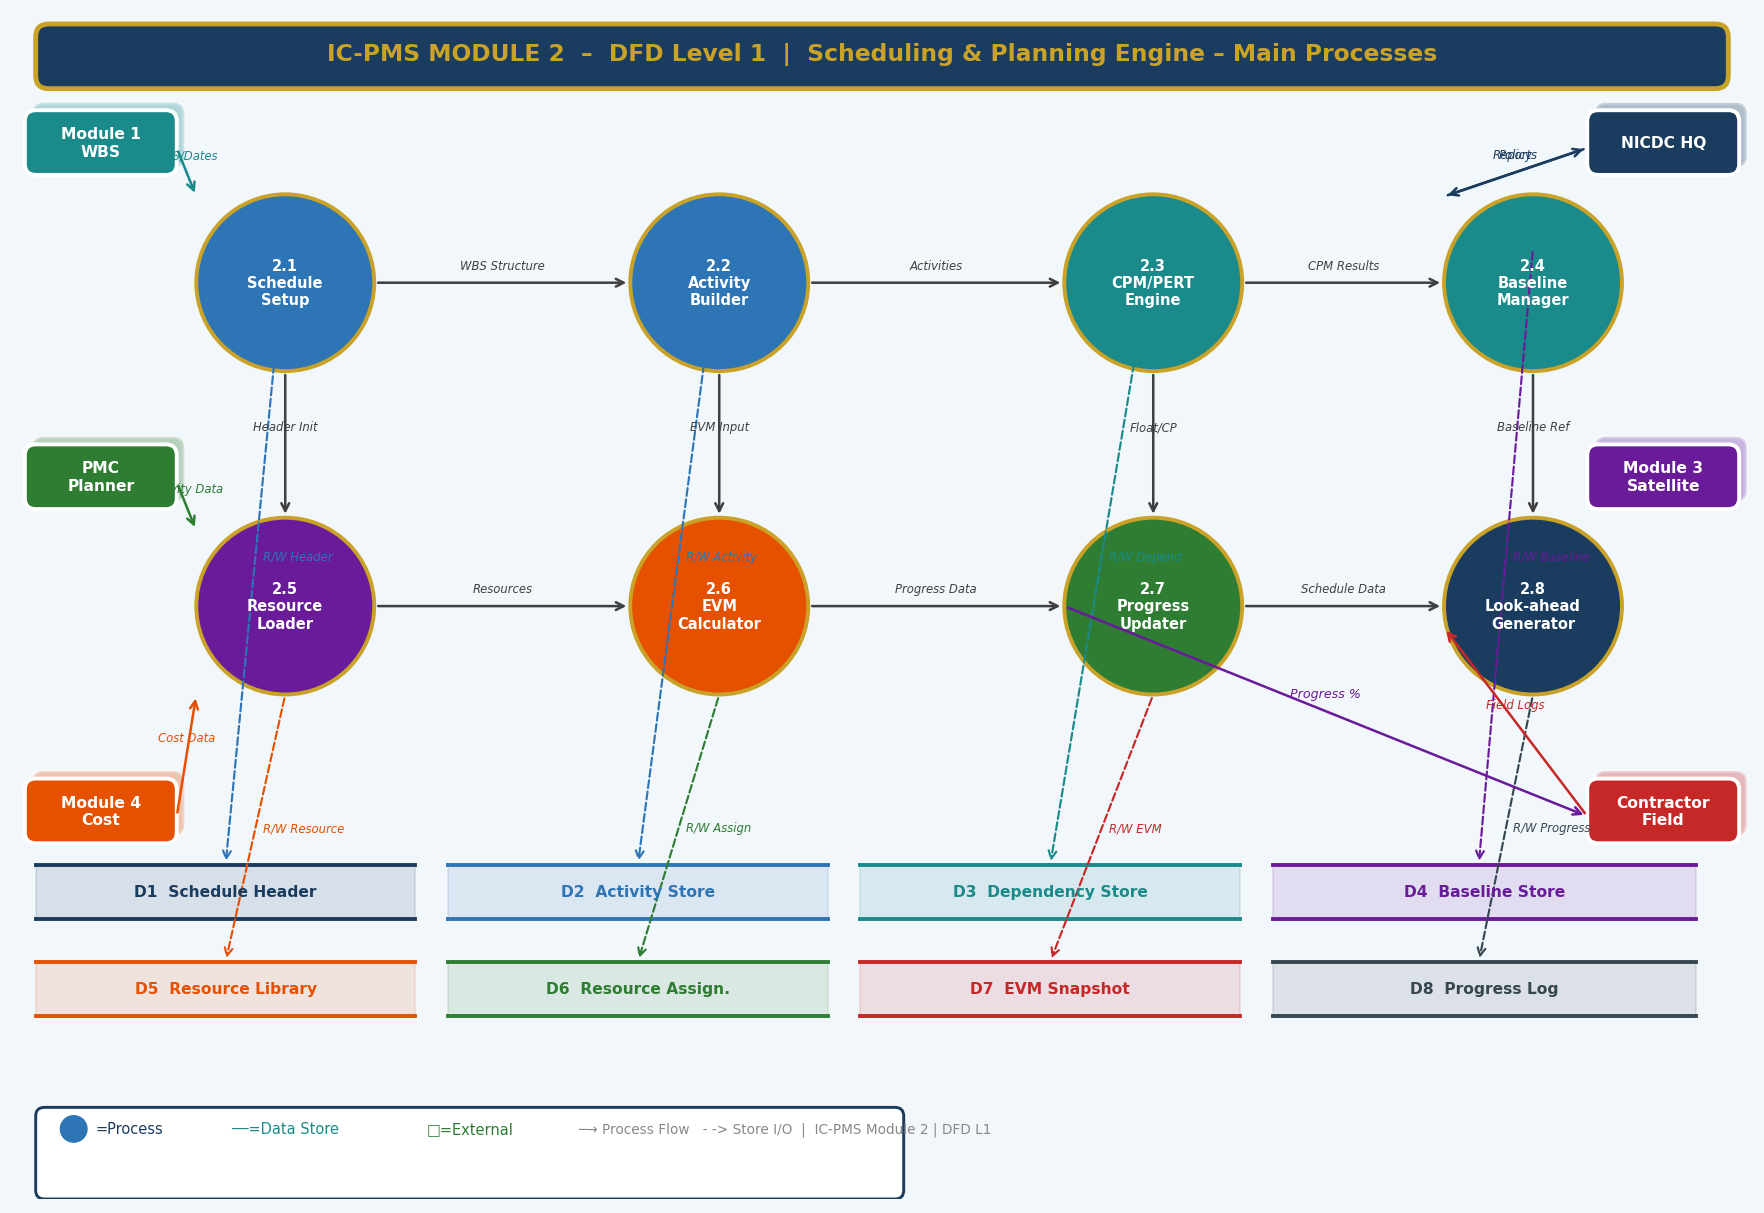 IC-PMS MODULE 2 – DFD Level 1 | Scheduling & Planning Engine – Main Processes
Module 1
WBS
/Dates
NICDC HQ
Reports
Policy
2.1
Schedule
Setup
WBS Structure
2.2
Activity
Builder
Activities
2.3
CPM/PERT
Engine
CPM Results
2.4
Baseline
Manager
Header Init
EVM Input
Float/CP
Baseline Ref
PMC
Planner
ity Data
Module 3
Satellite
R/W Header
R/W Activity
R/W Depend
R/W Baseline
2.5
Resource
Loader
Resources
2.6
EVM
Calculator
Progress Data
2.7
Progress
Updater
Schedule Data
2.8
Look-ahead
Generator
Progress %
Field Logs
Cost Data
Module 4
Cost
Contractor
Field
R/W Resource
R/W Assign
R/W EVM
R/W Progress
D1 Schedule Header
D2 Activity Store
D3 Dependency Store
D4 Baseline Store
D5 Resource Library
D6 Resource Assign.
D7 EVM Snapshot
D8 Progress Log
=Process
──=Data Store
□=External
⟶ Process Flow - -> Store I/O | IC-PMS Module 2 | DFD L1